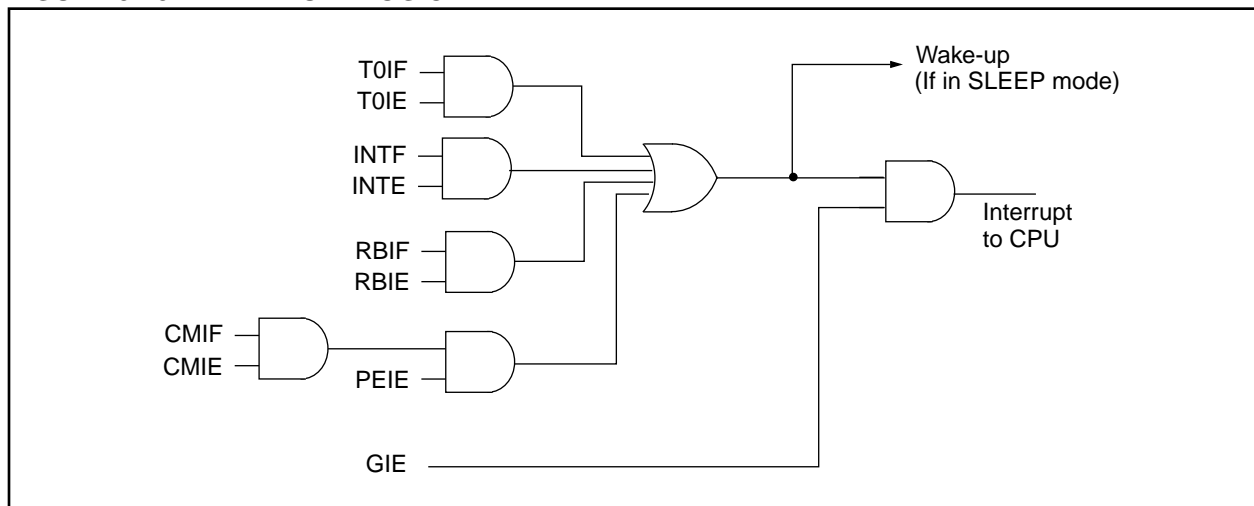 T0IF
T0IE
INTF
INTE
RBIF
RBIE
CMIF
CMIE
PEIE
GIE
Wake-up
(If in SLEEP mode)
Interrupt
to CPU